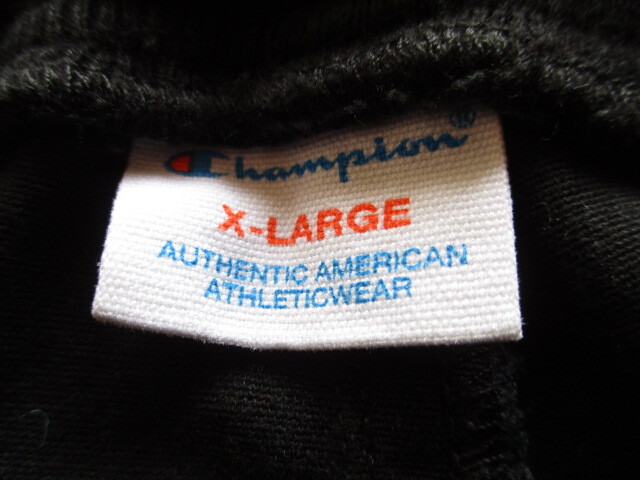 Champion®
X-LARGE
AUTHENTIC AMERICAN
ATHLETICWEAR